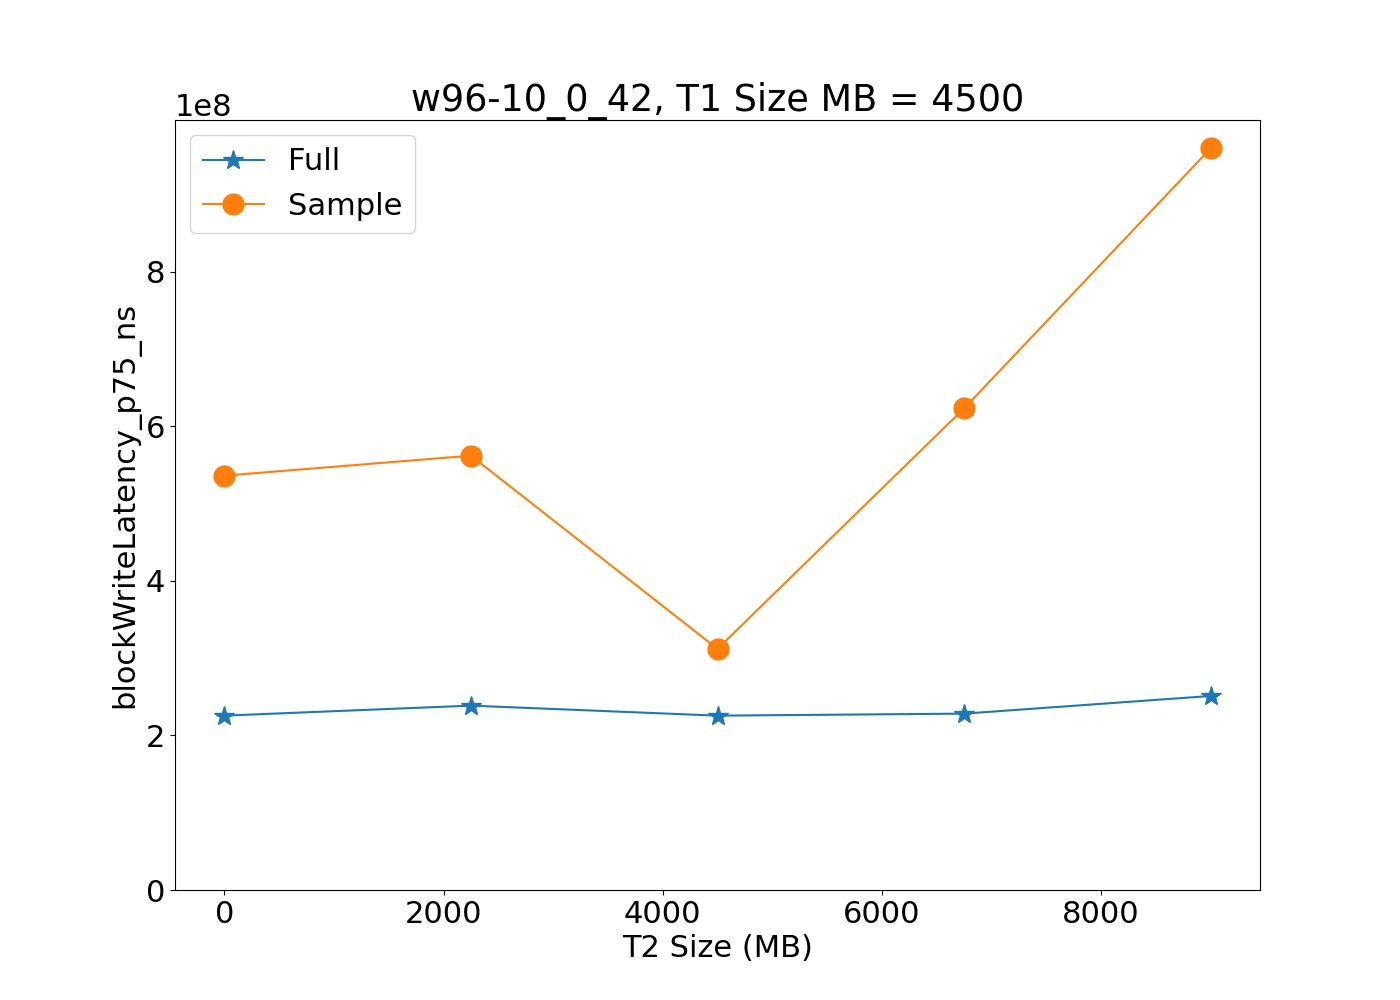 w96-10_0_42, T1 Size MB = 4500
1e8
Full
Sample
8
6
4
2
0
blockWriteLatency_p75_ns
0 2000 4000 6000 8000
T2 Size (MB)